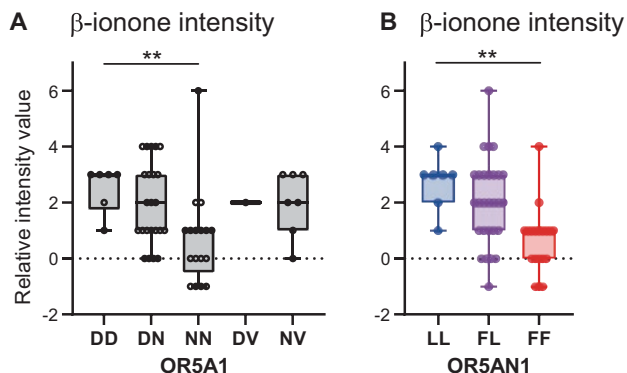 A β-ionone intensity
**
Relative intensity value
6
4
2
0
-2
DD DN NN DV NV
OR5A1
B β-ionone intensity
**
6
4
2
0
-2
LL FL FF
OR5AN1